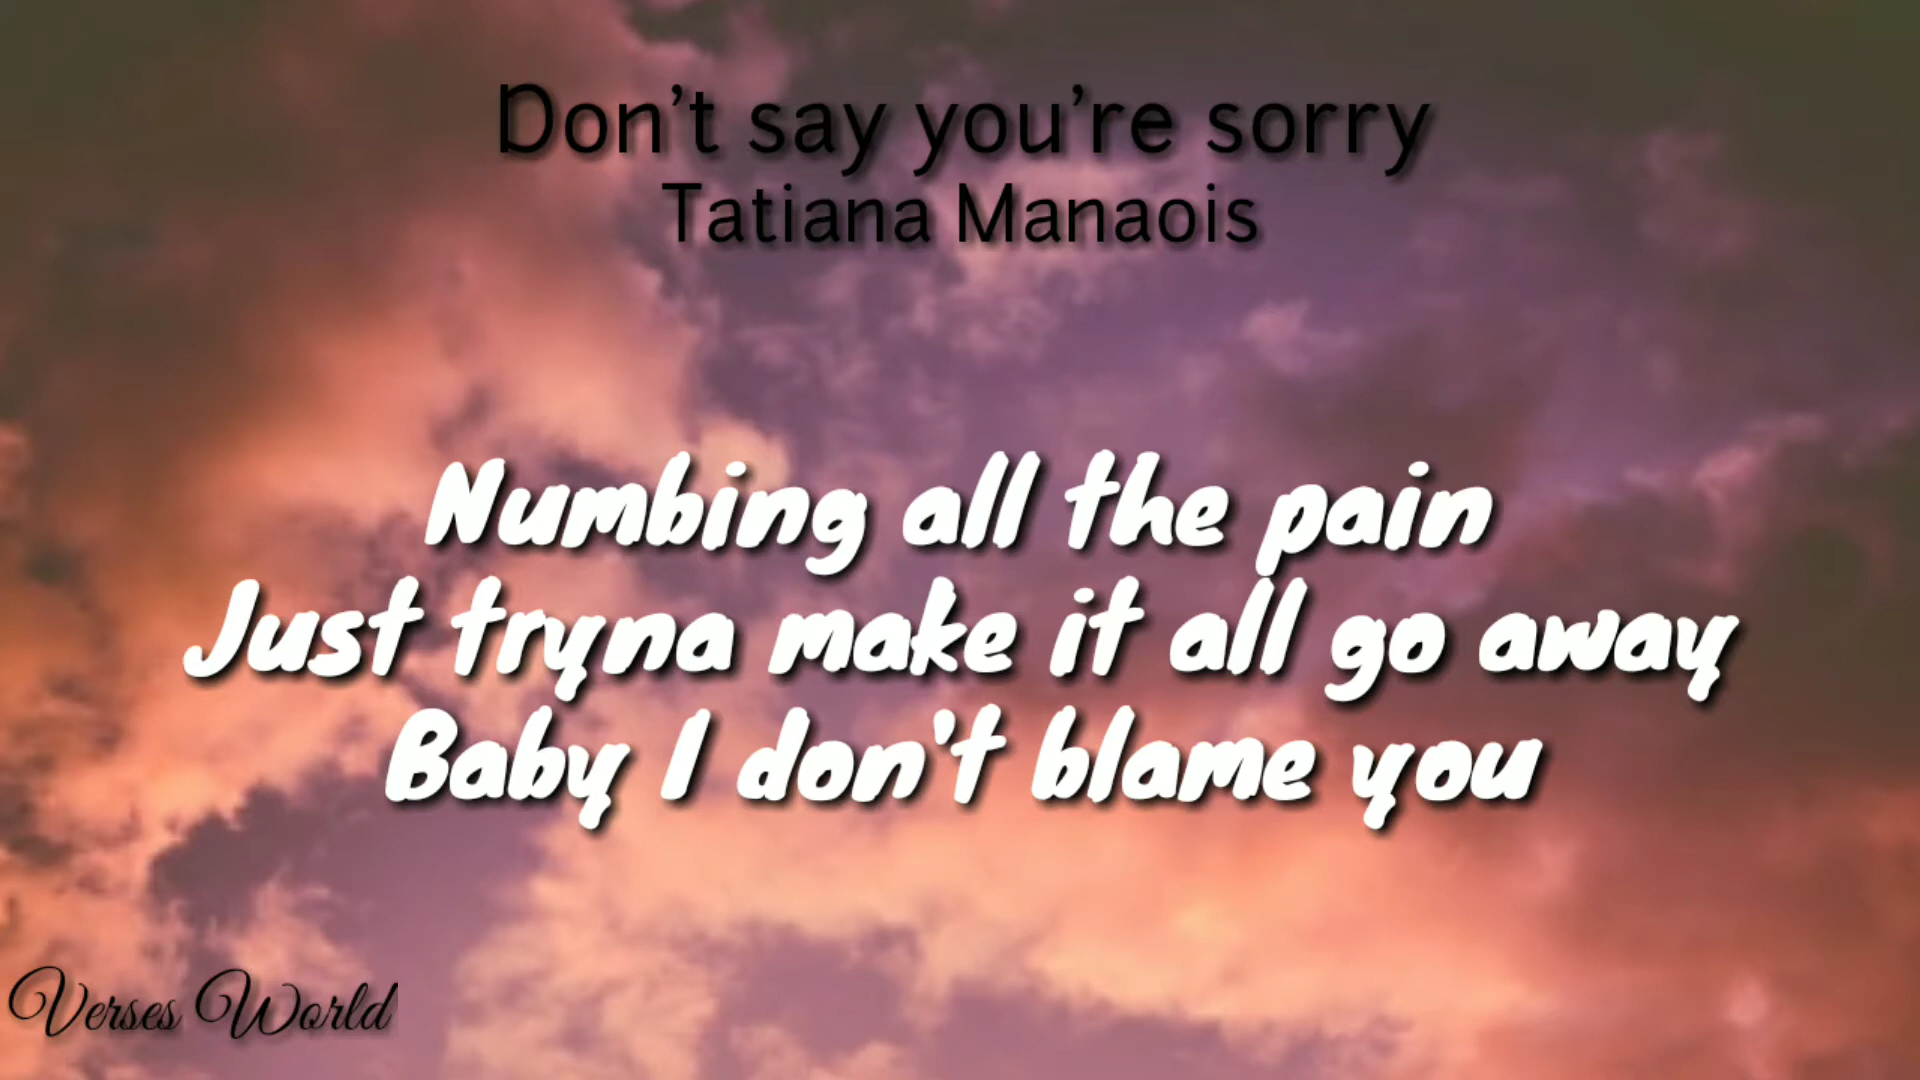 Don’t say you’re sorry
Tatiana Manaois
Numbing all the pain
Just tryna make it all go away
Baby I don't blame you
Verses World